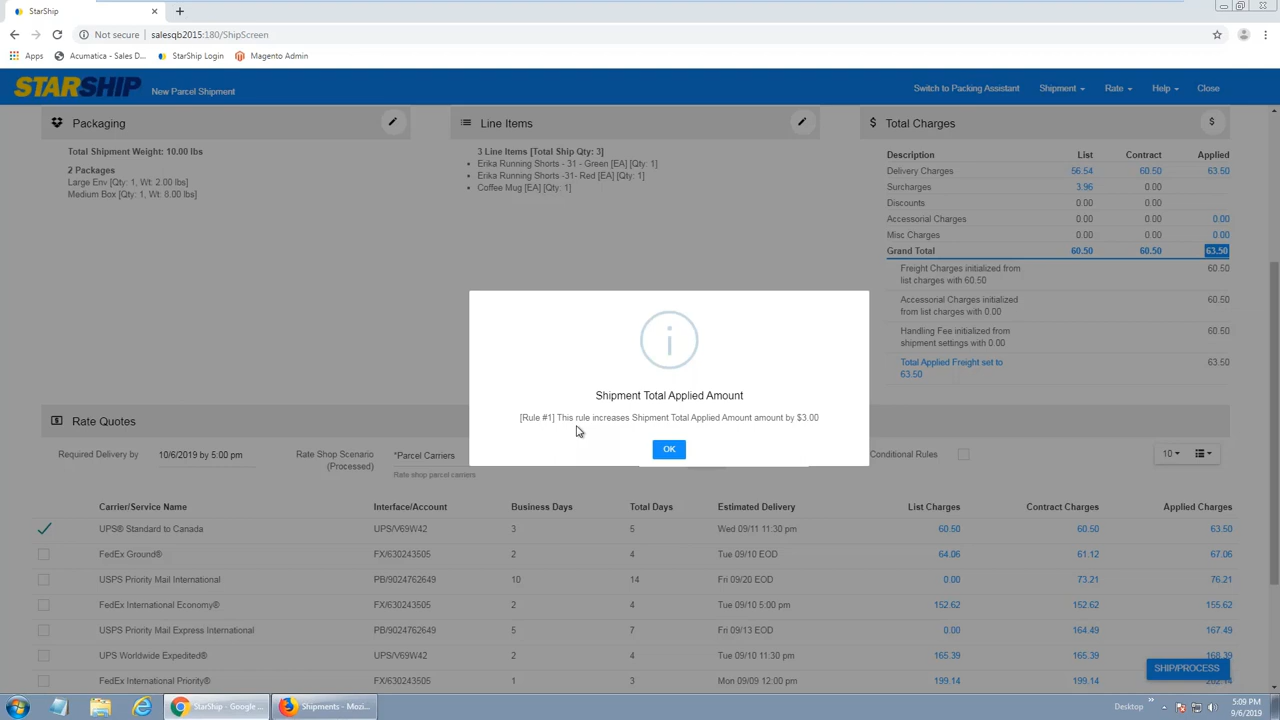 StarShip
Not secure salesqb2015:180/ShipScreen
Apps Acumatica - Sales D... StarShip Login Magento Admin
STARSHIP New Parcel Shipment Switch to Packing Assistant Shipment Rate Help Close
Packaging
Total Shipment Weight: 10.00 lbs
2 Packages
Large Env [Qty: 1, Wt: 2.00 lbs]
Medium Box [Qty: 1, Wt: 8.00 lbs]
Line Items
3 Line Items [Total Ship Qty: 3]
Erika Running Shorts - 31 - Green [EA] [Qty: 1]
Erika Running Shorts -31- Red [EA] [Qty: 1]
Coffee Mug [EA] [Qty: 1]
$ Total Charges $
Description List Contract Applied
Delivery Charges 56.54 60.50 63.50
Surcharges 3.96 0.00
Discounts 0.00 0.00
Accessorial Charges 0.00 0.00 0.00
Misc Charges 0.00 0.00 0.00
Grand Total 60.50 60.50 63.50
Freight Charges initialized from 60.50
list charges with 60.50
Accessorial Charges initialized 60.50
from list charges with 0.00
Handling Fee initialized from 60.50
shipment settings with 0.00
Total Applied Freight set to 63.50
63.50
Shipment Total Applied Amount
[Rule #1] This rule increases Shipment Total Applied Amount amount by $3.00
OK
Rate Quotes
Required Delivery by 10/6/2019 by 5:00 pm
Rate Shop Scenario
(Processed)
*Parcel Carriers
Rate shop parcel carriers
Conditional Rules
10
Carrier/Service Name Interface/Account Business Days Total Days Estimated Delivery List Charges Contract Charges Applied Charges
UPS® Standard to Canada UPS/V69W42 3 5 Wed 09/11 11:30 pm 60.50 60.50 63.50
FedEx Ground® FX/630243505 2 4 Tue 09/10 EOD 64.06 61.12 67.06
USPS Priority Mail International PB/9024762649 10 14 Fri 09/20 EOD 0.00 73.21 76.21
FedEx International Economy® FX/630243505 2 4 Tue 09/10 5:00 pm 152.62 152.62 155.62
USPS Priority Mail Express International PB/9024762649 5 7 Fri 09/13 EOD 0.00 164.49 167.49
UPS Worldwide Expedited® UPS/V69W42 2 4 Tue 09/10 11:30 pm 165.39 165.39 168.39
FedEx International Priority® FX/630243505 1 3 Mon 09/09 12:00 pm 199.14 199.14
SHIP/PROCESS
StarShip - Google ... Shipments - Mozi... Desktop 5:09 PM
9/6/2019